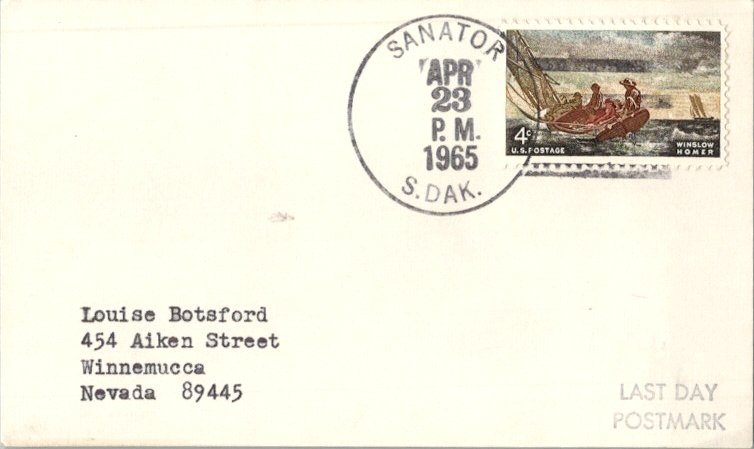 SANATOR
APR
23
P.M.
1965
S.DAK.
4c
U.S. POSTAGE
WINSLOW
HOMER
Louise Botsford
454 Aiken Street
Winnemucca
Nevada 89445
LAST DAY
POSTMARK